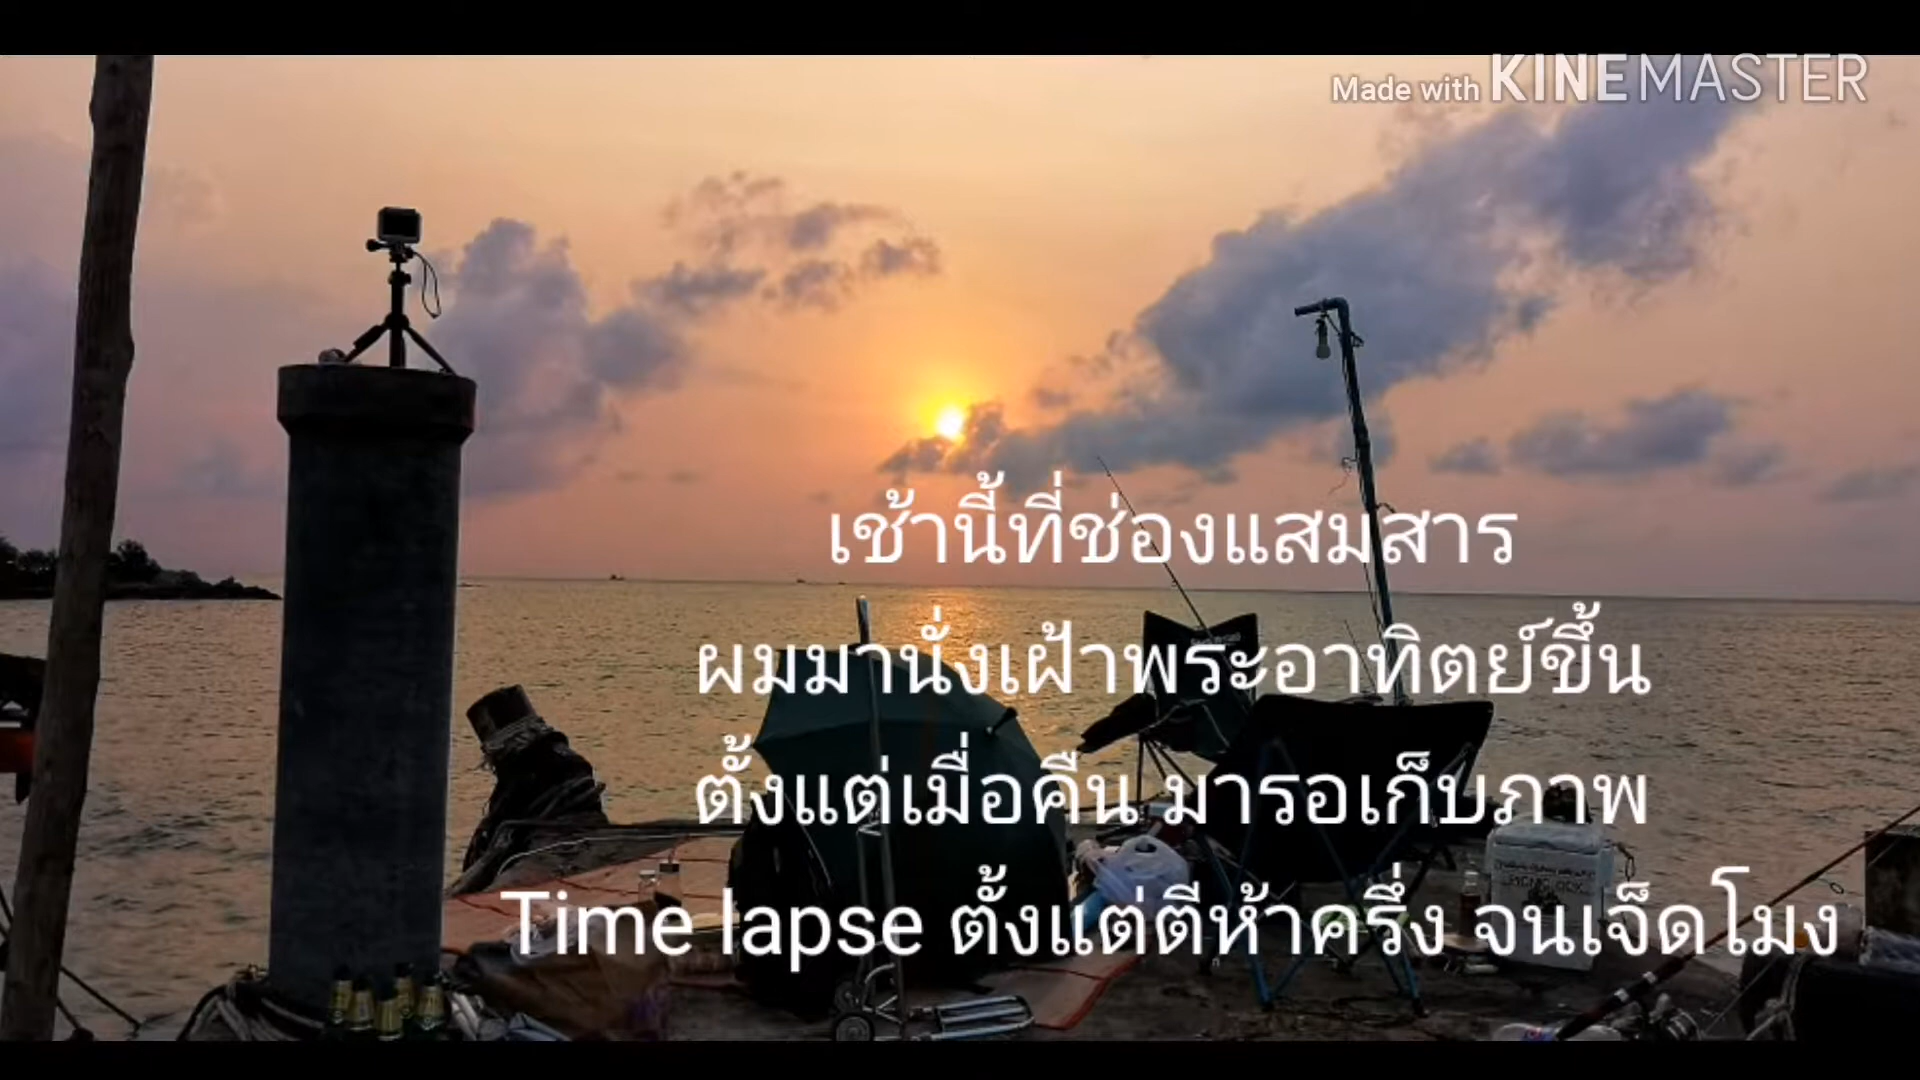 Made with KINEMASTER
เช้านี้ที่ช่องแสมสาร
ผมมานั่งเฝ้าพระอาทิตย์ขึ้น
ตั้งแต่เมื่อคืน มารอเก็บภาพ
Time lapse ตั้งแต่ตีห้าครึ่ง จนเจ็ดโมง